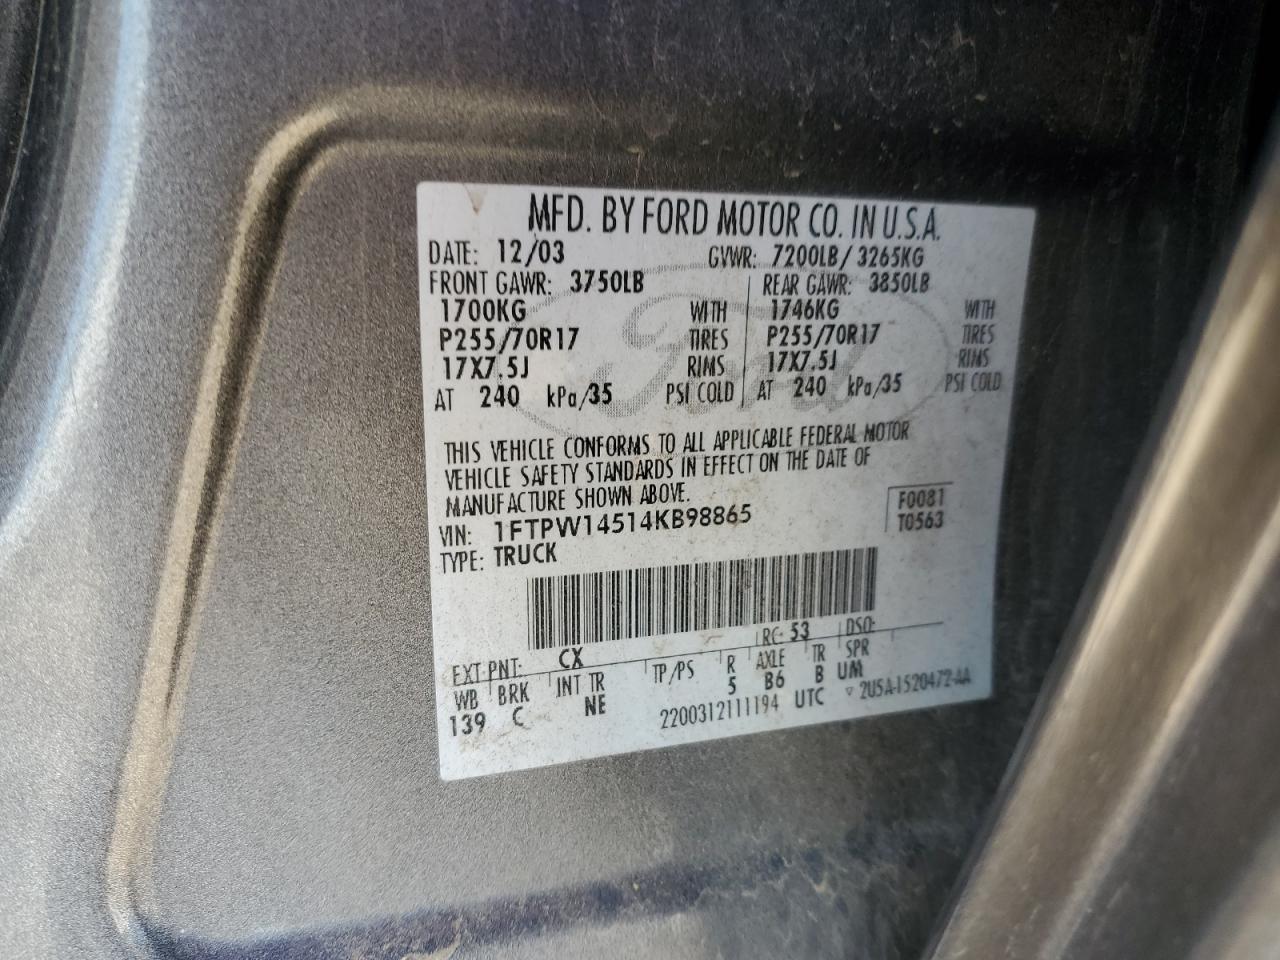 MFD. BY FORD MOTOR CO. IN U.S.A.
DATE: 12/03 GVWR: 7200LB/3265KG
FRONT GAWR: 3750LB REAR GAWR: 3850LB
1700KG WITH 1746KG WITH
P255/70R17 TIRES P255/70R17 TIRES
17X7.5J RIMS 17X7.5J RIMS
AT 240 kPa/35 PSI COLD AT 240 kPa/35 PSI COLD
Ford
THIS VEHICLE CONFORMS TO ALL APPLICABLE FEDERAL MOTOR
VEHICLE SAFETY STANDARDS IN EFFECT ON THE DATE OF
MANUFACTURE SHOWN ABOVE.
VIN: 1FTPW14514KB98865 F0081
TYPE: TRUCK T0563
EXT PNT: CX RC: 53 DSO:
WB BRK INT TR TP/PS R AXLE TR SPR
139 C NE 5 B6 B UM
2200312111194 UTC ▽ 2U5A-1520472-AA